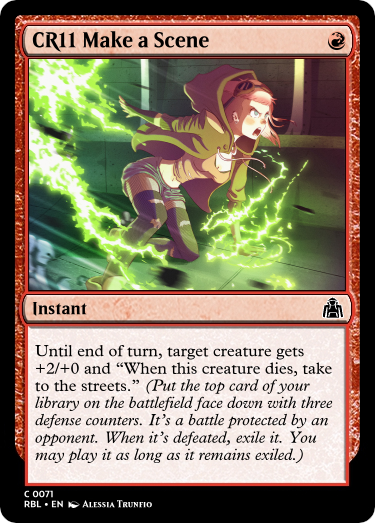 CR11 Make a Scene
Instant
Until end of turn, target creature gets
+2/+0 and “When this creature dies, take
to the streets.” (Put the top card of your
library on the battlefield face down with three
defense counters. It’s a battle protected by an
opponent. When it’s defeated, exile it. You
may play it as long as it remains exiled.)
C 0071
RBL • EN Alessia Trunfio